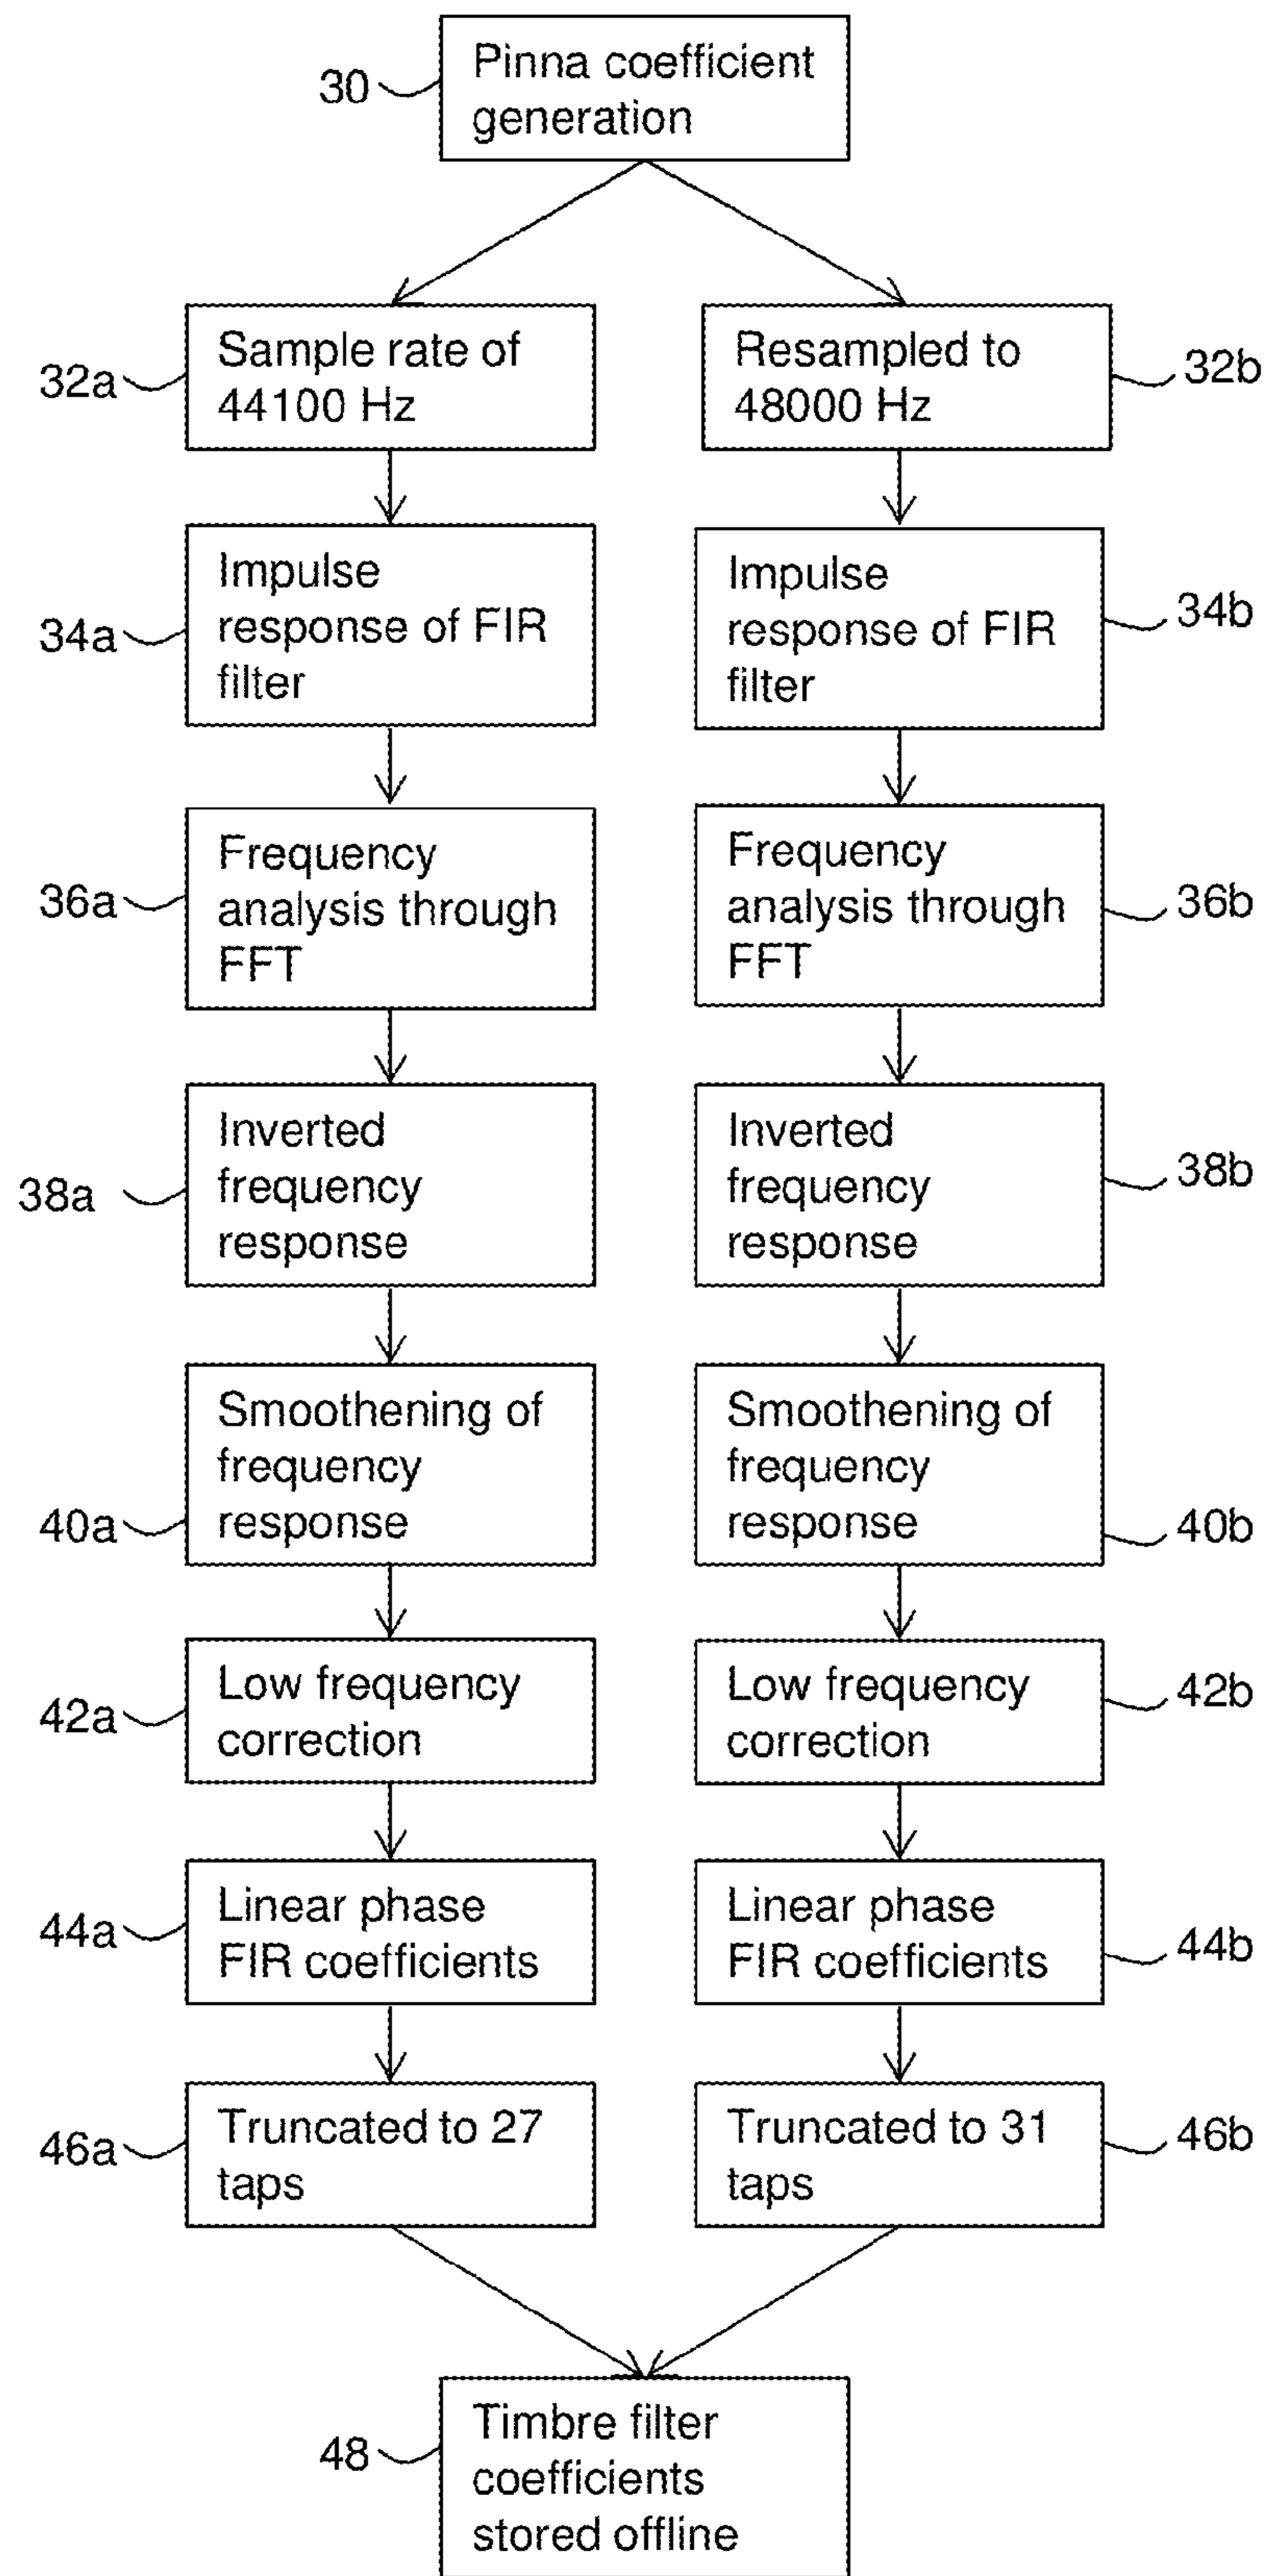 30
Pinna coefficient
generation
32a
Sample rate of
44100 Hz
Resampled to
48000 Hz
32b
34a
Impulse
response of FIR
filter
Impulse
response of FIR
filter
34b
36a
Frequency
analysis through
FFT
Frequency
analysis through
FFT
36b
38a
Inverted
frequency
response
Inverted
frequency
response
38b
40a
Smoothening of
frequency
response
Smoothening of
frequency
response
40b
42a
Low frequency
correction
Low frequency
correction
42b
44a
Linear phase
FIR coefficients
Linear phase
FIR coefficients
44b
46a
Truncated to 27
taps
Truncated to 31
taps
46b
48
Timbre filter
coefficients
stored offline